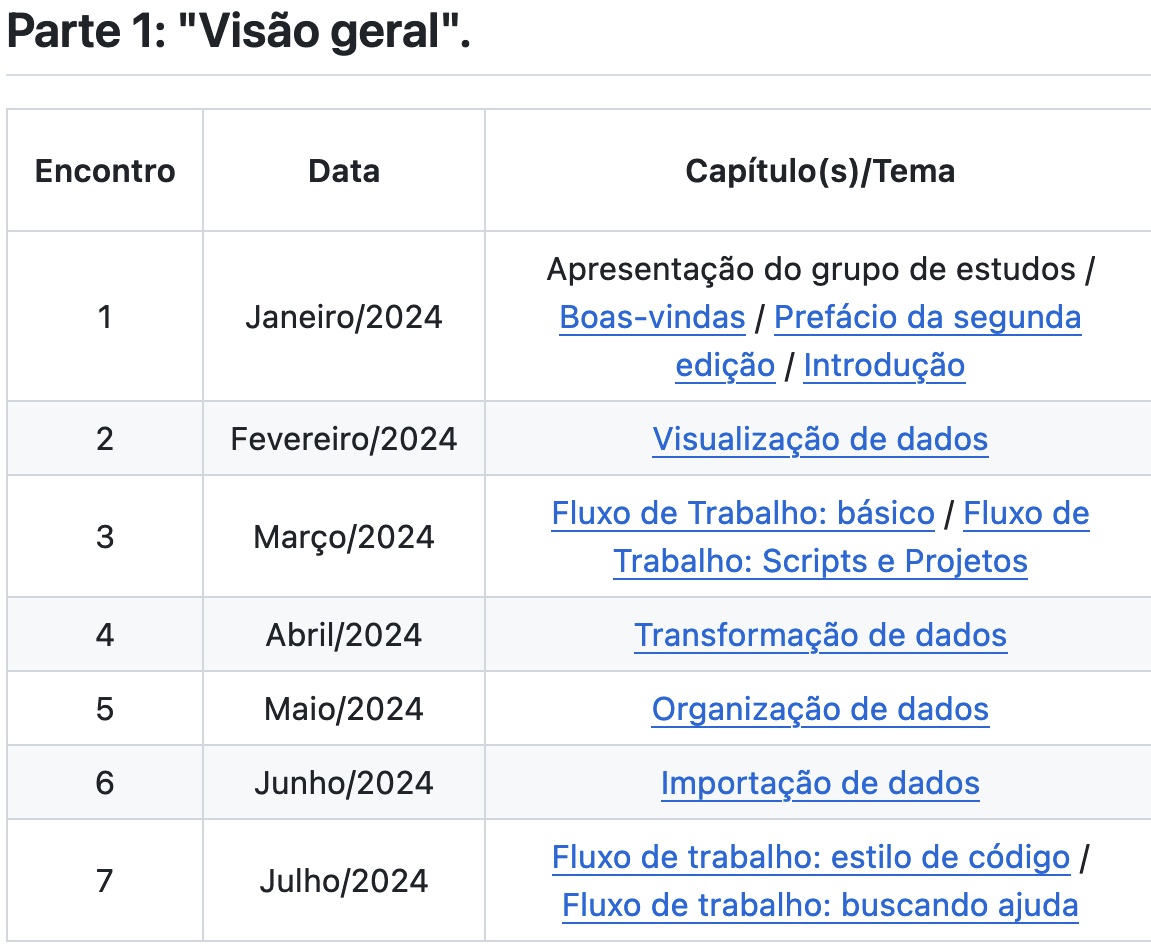 Parte 1: "Visão geral".
Encontro Data Capítulo(s)/Tema
1 Janeiro/2024 Apresentação do grupo de estudos /
Boas-vindas / Prefácio da segunda
edição / Introdução
2 Fevereiro/2024 Visualização de dados
3 Março/2024 Fluxo de Trabalho: básico / Fluxo de
Trabalho: Scripts e Projetos
4 Abril/2024 Transformação de dados
5 Maio/2024 Organização de dados
6 Junho/2024 Importação de dados
7 Julho/2024 Fluxo de trabalho: estilo de código /
Fluxo de trabalho: buscando ajuda